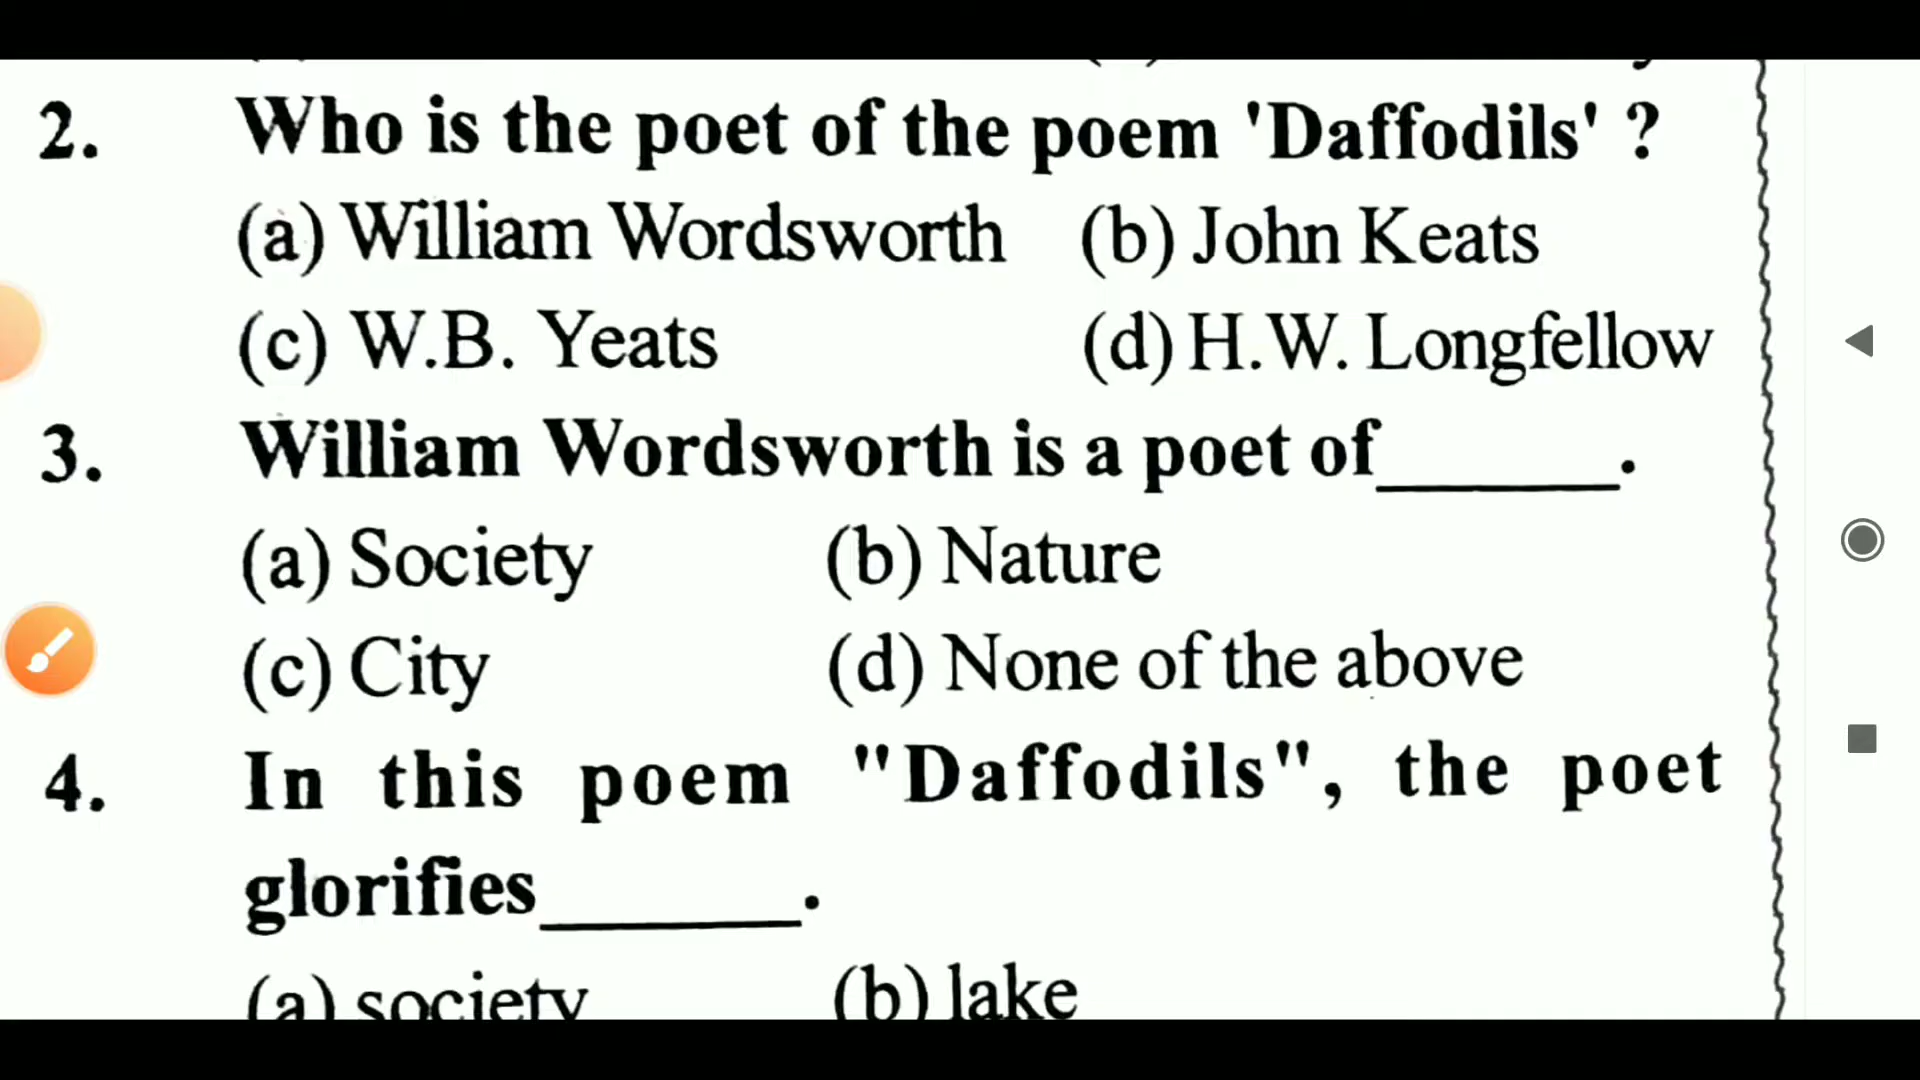 2. Who is the poet of the poem 'Daffodils' ?
(a) William Wordsworth (b) John Keats
(c) W.B. Yeats (d) H.W. Longfellow
3. William Wordsworth is a poet of______.
(a) Society (b) Nature
(c) City (d) None of the above
4. In this poem "Daffodils", the poet
glorifies______.
(a) society (b) lake